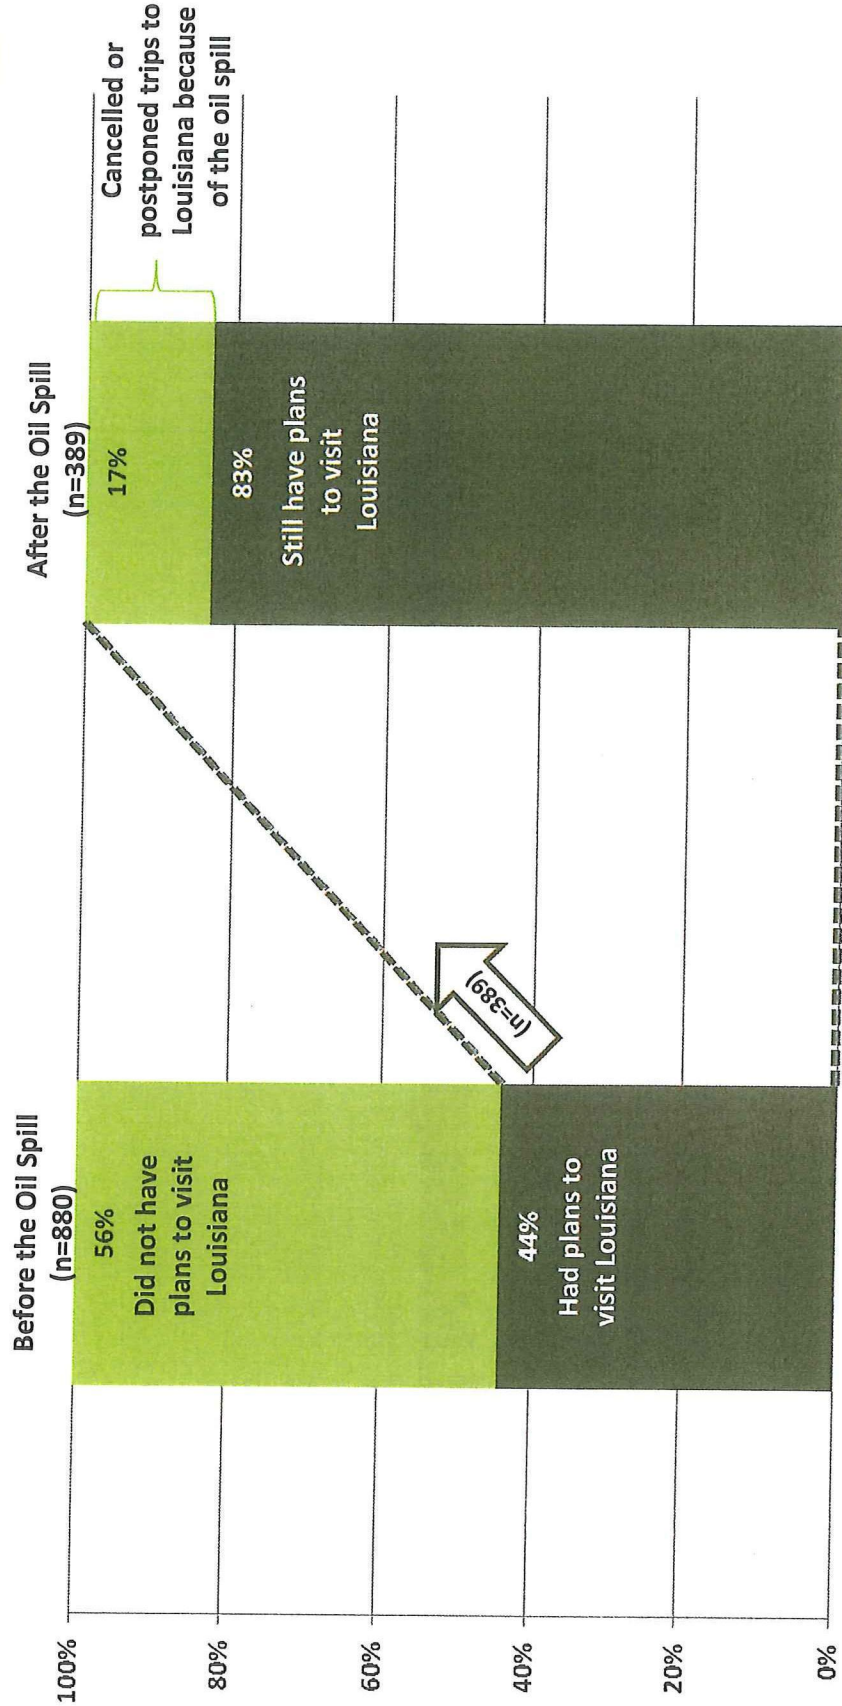 Before the Oil Spill
(n=880)
After the Oil Spill
(n=389)
100%
80%
60%
40%
20%
0%
56%
Did not have
plans to visit
Louisiana
44%
Had plans to
visit Louisiana
(n=389)
17%
83%
Still have plans
to visit
Louisiana
Cancelled or
postponed trips to
Louisiana because
of the oil spill